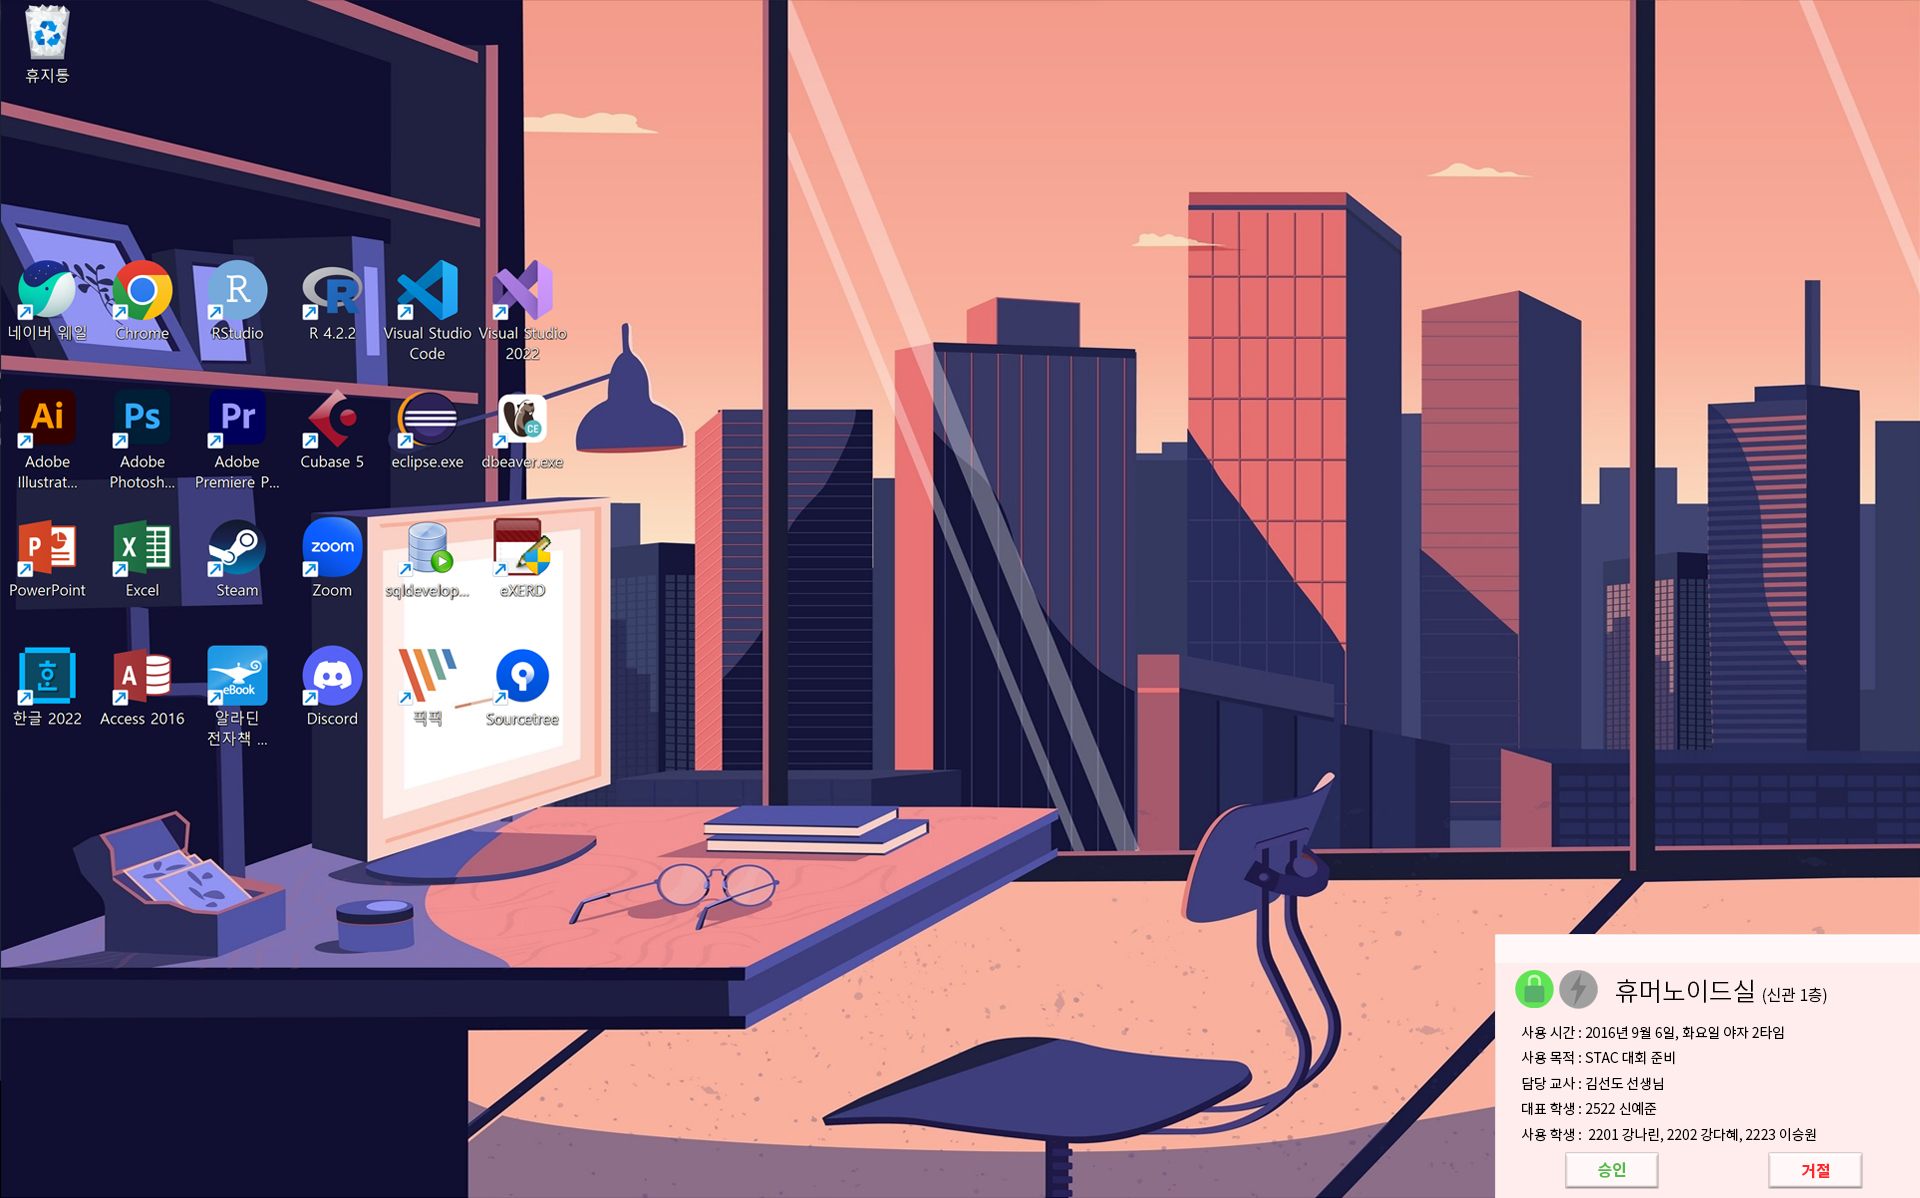 휴지통
네이버 웨일
Chrome
R
RStudio
R
R 4.2.2
Visual Studio
Code
Visual Studio
2022
Ai
Adobe
Illustrat...
Ps
Adobe
Photosh...
Pr
Adobe
Premiere P...
Cubase 5
eclipse.exe
CE
dbeaver.exe
P
PowerPoint
X
Excel
Steam
zoom
Zoom
sqldevelop...
eXERD
한
한글 2022
A
Access 2016
eBook
알라딘
전자책 ...
Discord
픽픽
Sourcetree
휴머노이드실 (신관 1층)
사용 시간 : 2016년 9월 6일, 화요일 야자 2타임
사용 목적 : STAC 대회 준비
담당 교사 : 김선도 선생님
대표 학생 : 2522 신예준
사용 학생 : 2201 강나린, 2202 강다혜, 2223 이승원
승인
거절